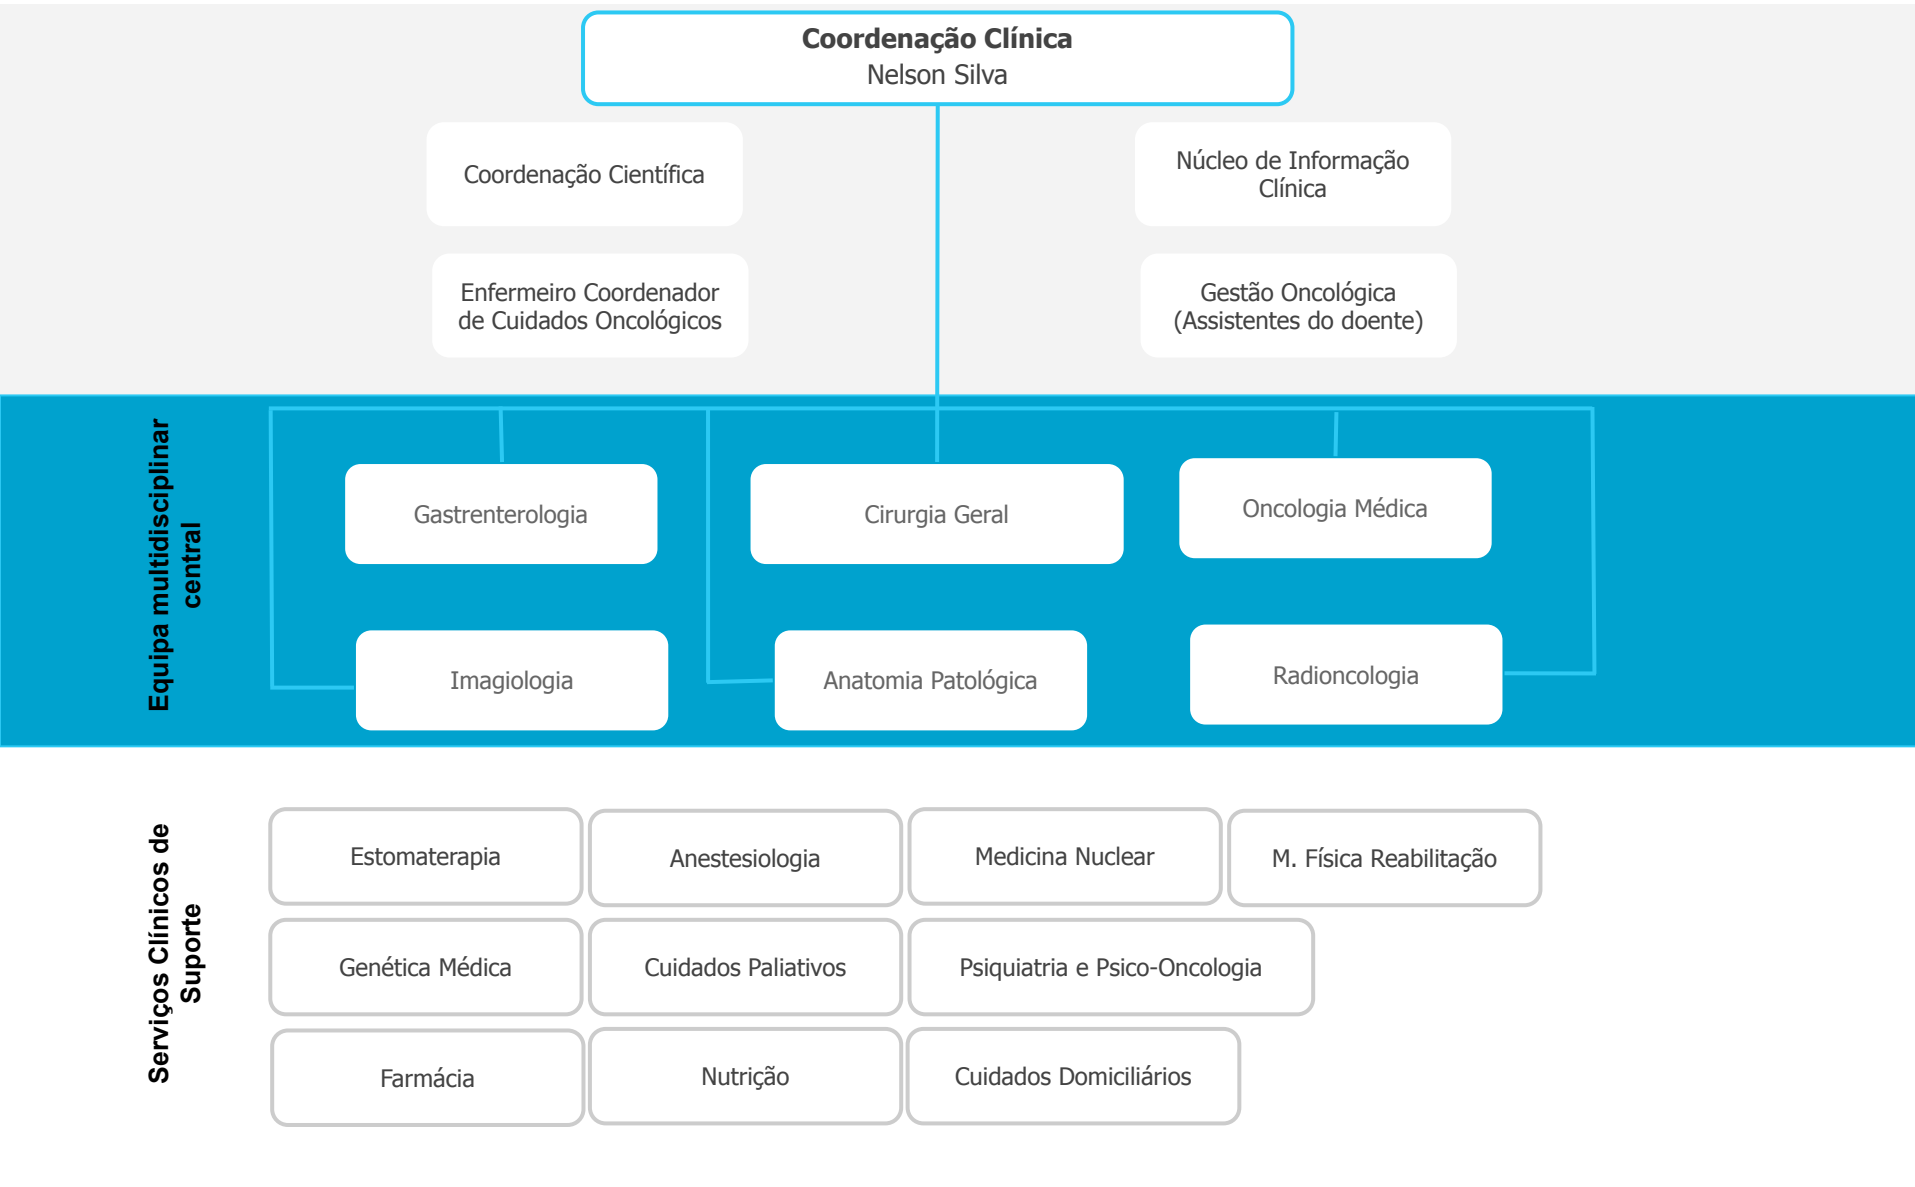 Coordenação Clínica
Nelson Silva
Coordenação Científica
Núcleo de Informação
Clínica
Enfermeiro Coordenador
de Cuidados Oncológicos
Gestão Oncológica
(Assistentes do doente)
Equipa multidisciplinar
central
Gastrenterologia
Cirurgia Geral
Oncologia Médica
Imagiologia
Anatomia Patológica
Radioncologia
Serviços Clínicos de
Suporte
Estomaterapia
Anestesiologia
Medicina Nuclear
M. Física Reabilitação
Genética Médica
Cuidados Paliativos
Psiquiatria e Psico-Oncologia
Farmácia
Nutrição
Cuidados Domiciliários